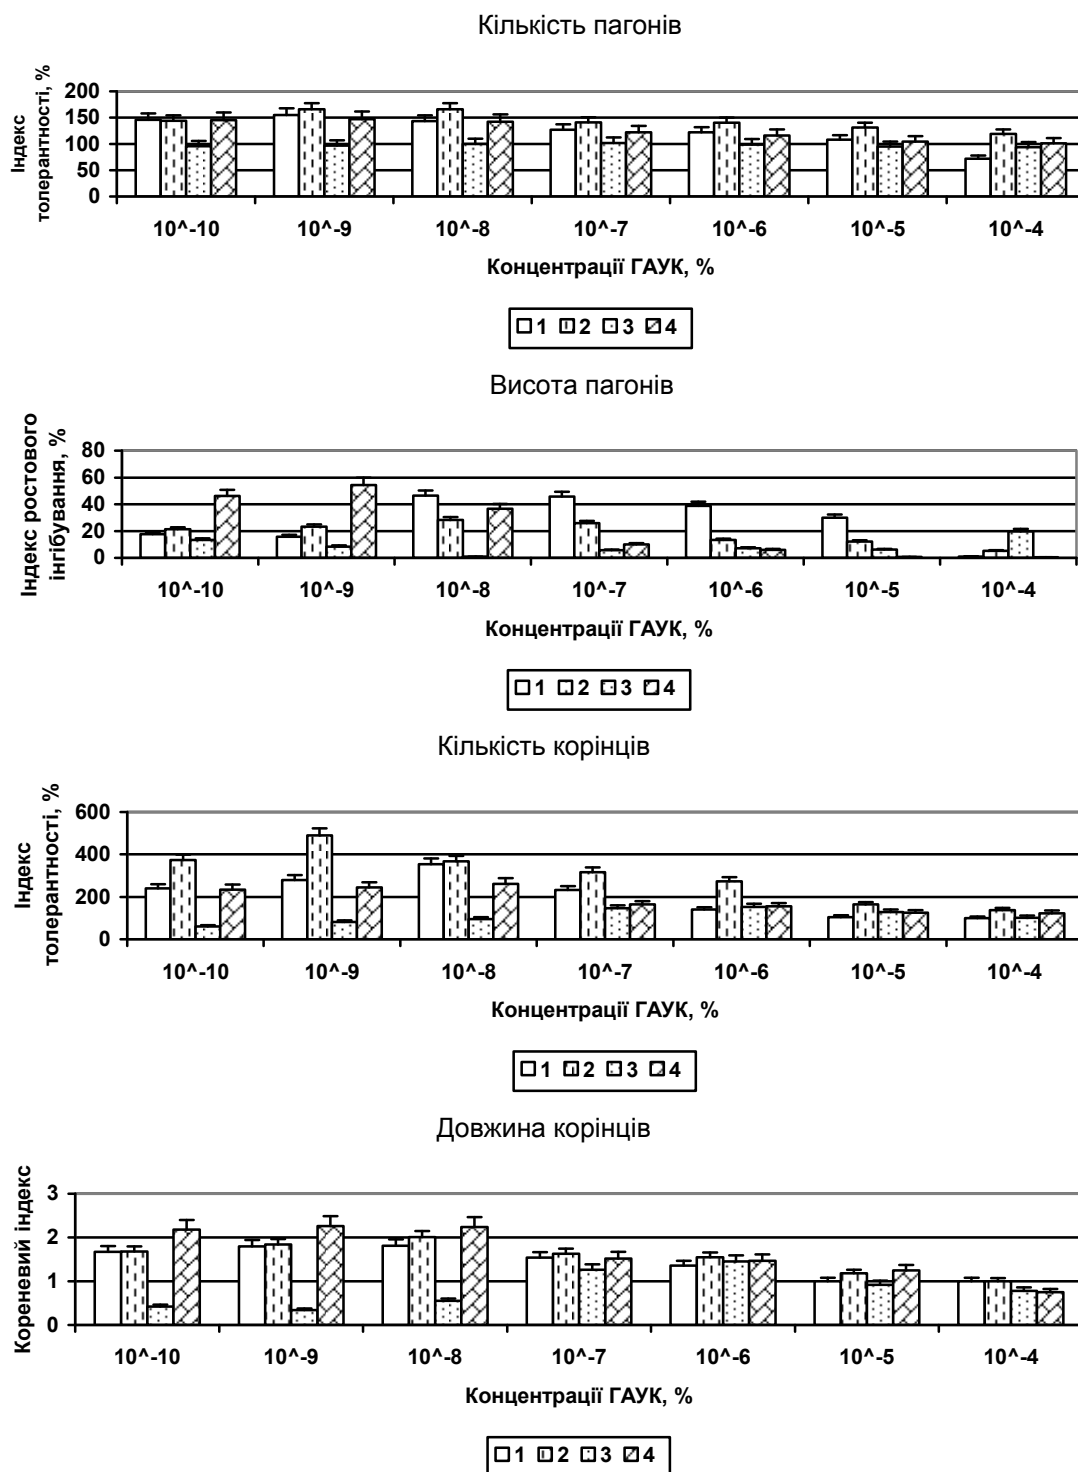 Кількість пагонів
Індекс
толерантності, %
200
150
100
50
0
10^-10 10^-9 10^-8 10^-7 10^-6 10^-5 10^-4
Концентрації ГАУК, %
1 2 3 4
Висота пагонів
Індекс ростового
інгібування, %
80
60
40
20
0
10^-10 10^-9 10^-8 10^-7 10^-6 10^-5 10^-4
Концентрації ГАУК, %
1 2 3 4
Кількість корінців
Індекс
толерантності, %
600
400
200
0
10^-10 10^-9 10^-8 10^-7 10^-6 10^-5 10^-4
Концентрації ГАУК, %
1 2 3 4
Довжина корінців
Кореневий індекс
3
2
1
0
10^-10 10^-9 10^-8 10^-7 10^-6 10^-5 10^-4
Концентрації ГАУК, %
1 2 3 4